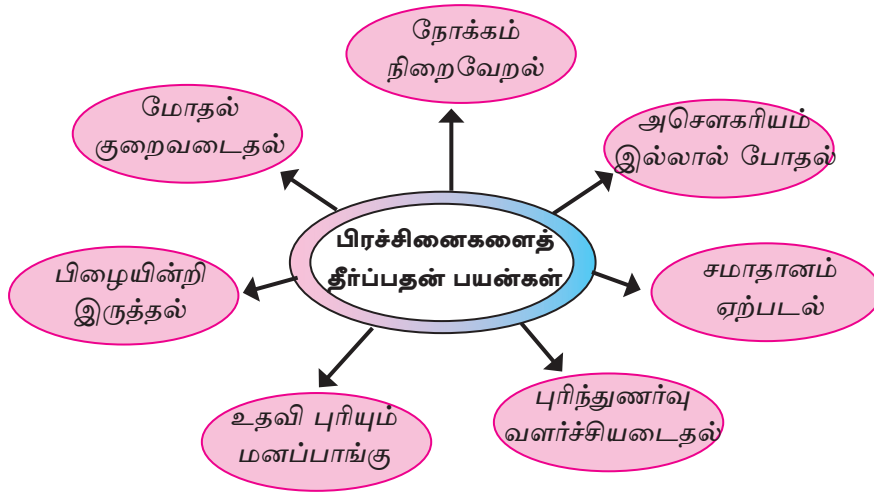 நோக்கம்
நிறைவேறல்
மோதல்
குறைவடைதல்
அசௌகரியம்
இல்லால் போதல்
பிரச்சினைகளைத்
தீர்ப்பதன் பயன்கள்
பிழையின்றி
இருத்தல்
சமாதானம்
ஏற்படல்
உதவி புரியும்
மனப்பாங்கு
புரிந்துணர்வு
வளர்ச்சியடைதல்